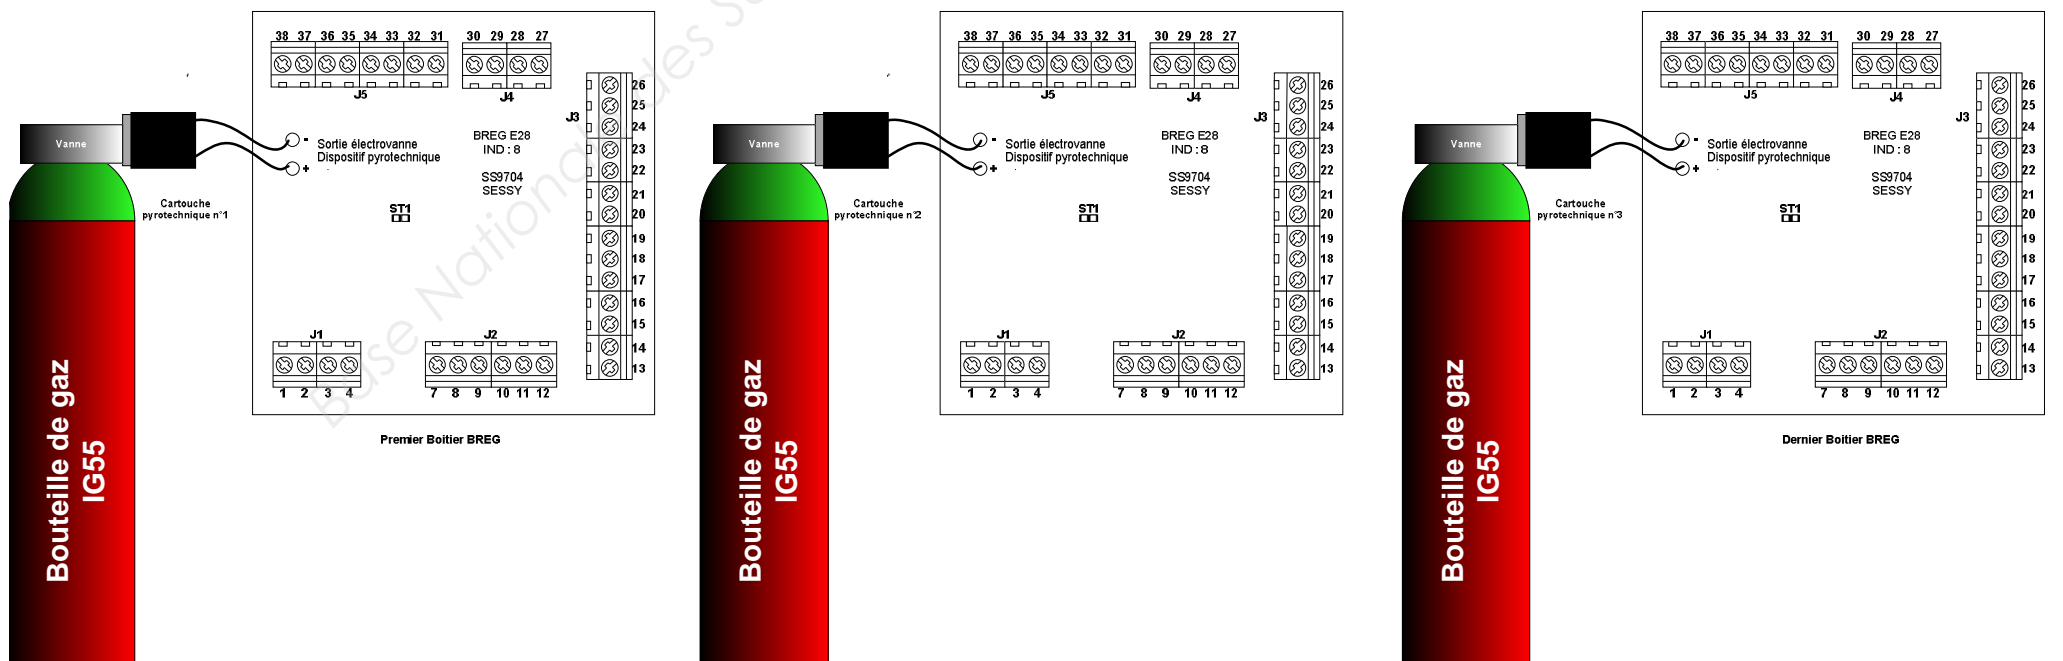 38 37 36 35 34 33 32 31
J5
30 29 28 27
J4
J3
26
25
24
23
22
21
20
19
18
17
16
15
14
13
Vanne
-
+
Sortie électrovanne
Dispositif pyrotechnique
BREG E28
IND : 8
SS9704
SESSY
Cartouche
pyrotechnique n°1
ST1
J1
1 2 3 4
J2
7 8 9 10 11 12
Premier Boitier BREG
Bouteille de gaz
IG55
38 37 36 35 34 33 32 31
J5
30 29 28 27
J4
J3
26
25
24
23
22
21
20
19
18
17
16
15
14
13
Vanne
-
+
Sortie électrovanne
Dispositif pyrotechnique
BREG E28
IND : 8
SS9704
SESSY
Cartouche
pyrotechnique n°2
ST1
J1
1 2 3 4
J2
7 8 9 10 11 12
Bouteille de gaz
IG55
38 37 36 35 34 33 32 31
J5
30 29 28 27
J4
J3
26
25
24
23
22
21
20
19
18
17
16
15
14
13
Vanne
-
+
Sortie électrovanne
Dispositif pyrotechnique
BREG E28
IND : 8
SS9704
SESSY
Cartouche
pyrotechnique n°3
ST1
J1
1 2 3 4
J2
7 8 9 10 11 12
Dernier Boitier BREG
Bouteille de gaz
IG55
Base Nationale des